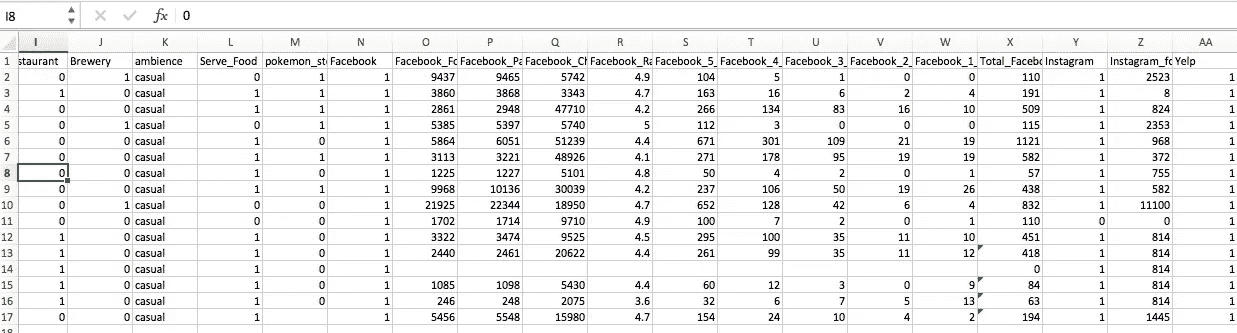 I8 fx 0
I J K L M N O P Q R S T U V W X Y Z AA
1 staurant Brewery ambience Serve_Food pokemon_st Facebook Facebook_Fo Facebook_Pa Facebook_Ch Facebook_Ra Facebook_5_ Facebook_4_ Facebook_3_ Facebook_2_ Facebook_1_ Total_Facebo Instagram Instagram_fo Yelp
2 0 1 casual 0 1 1 9437 9465 5742 4.9 104 5 1 0 0 110 1 2523 1
3 1 0 casual 1 1 1 3860 3868 3343 4.7 163 16 6 2 4 191 1 8 1
4 0 0 casual 1 1 1 2861 2948 47710 4.2 266 134 83 16 10 509 1 824 1
5 0 1 casual 0 1 1 5385 5397 5740 5 112 3 0 0 0 115 1 2353 1
6 0 0 casual 1 0 1 5864 6051 51239 4.4 671 301 109 21 19 1121 1 968 1
7 0 0 casual 1 1 1 3113 3221 48926 4.1 271 178 95 19 19 582 1 372 1
8 0 0 casual 1 0 1 1225 1227 5101 4.8 50 4 2 0 1 57 1 755 1
9 0 0 casual 1 1 1 9968 10136 30039 4.2 237 106 50 19 26 438 1 582 1
10 0 1 casual 0 0 1 21925 22344 18950 4.7 652 128 42 6 4 832 1 11100 1
11 0 0 casual 1 0 1 1702 1714 9710 4.9 100 7 2 0 1 110 0 0 1
12 1 0 casual 1 0 1 3322 3474 9525 4.5 295 100 35 11 10 451 1 814 1
13 1 0 casual 1 0 1 2440 2461 20622 4.4 261 99 35 11 12 418 1 814 1
14 1 0 casual 1 0 1 0 1 814 1
15 1 0 casual 1 0 1 1085 1098 5430 4.4 60 12 3 0 9 84 1 814 1
16 1 0 casual 1 0 1 246 248 2075 3.6 32 6 7 5 13 63 1 814 1
17 0 0 casual 1 1 5456 5548 15980 4.7 154 24 10 4 2 194 1 1445 1